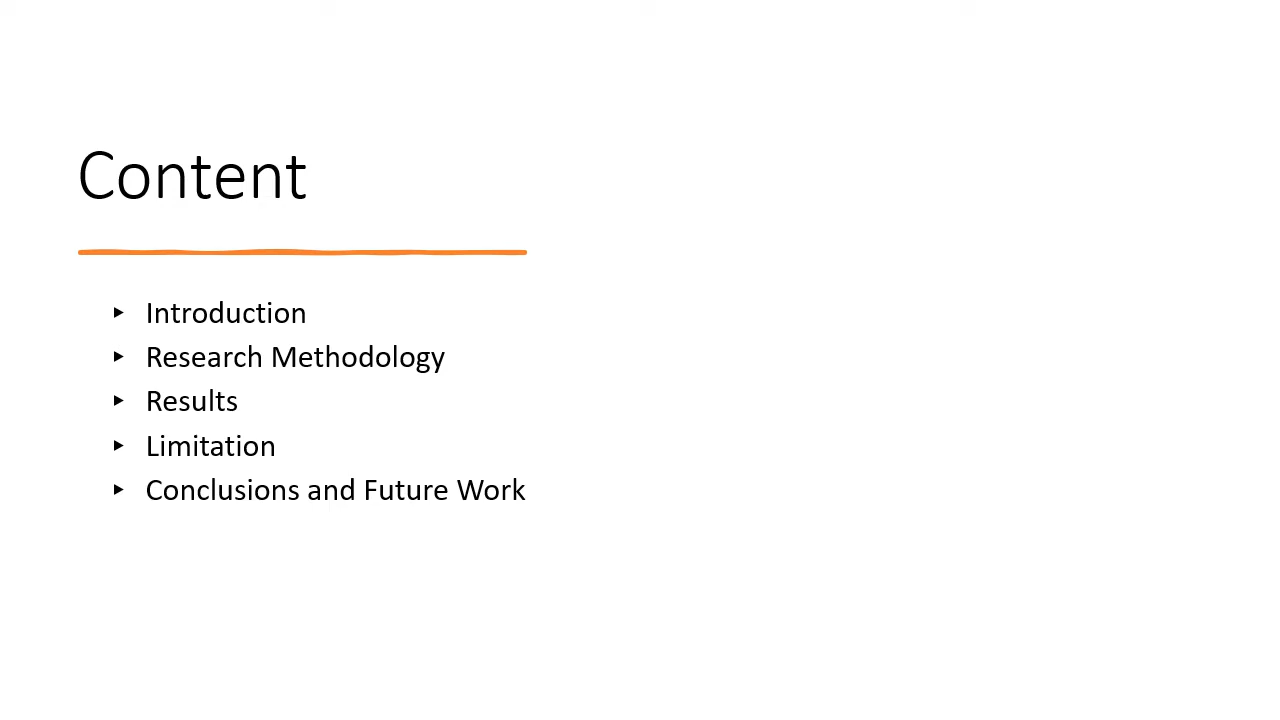 Content
▸ Introduction
▸ Research Methodology
▸ Results
▸ Limitation
▸ Conclusions and Future Work